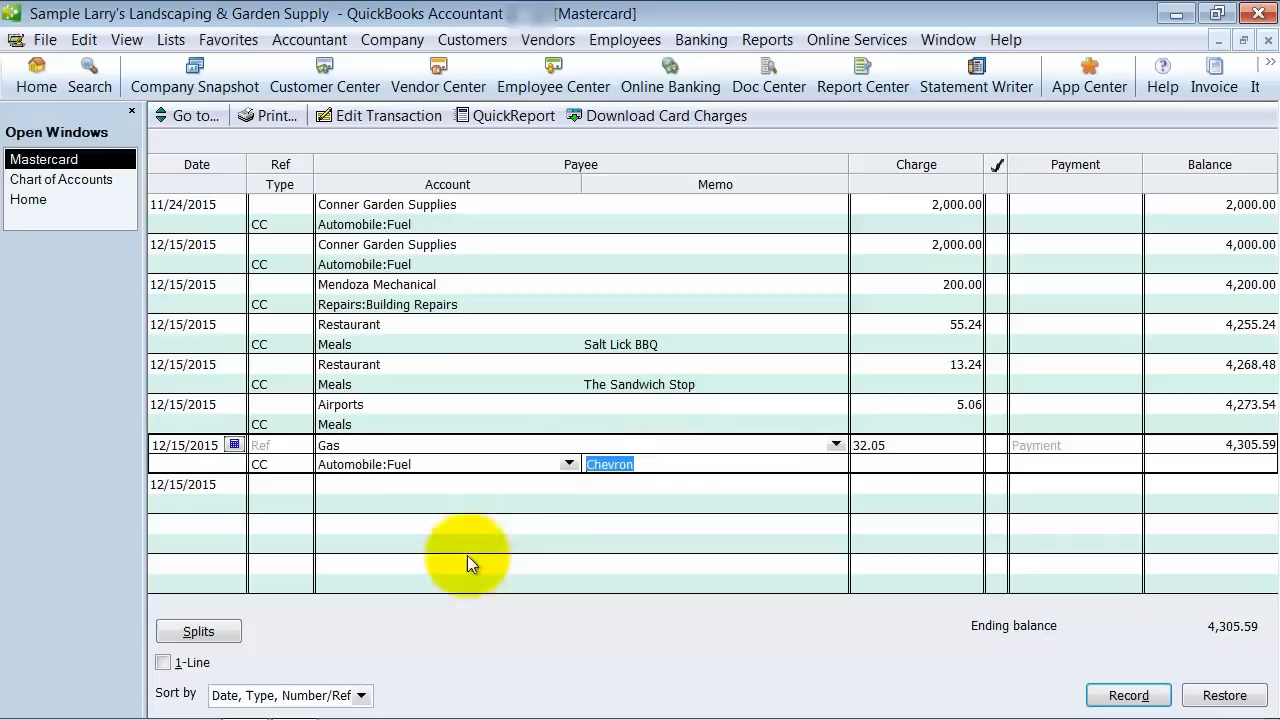 Sample Larry's Landscaping & Garden Supply - QuickBooks Accountant [Mastercard]
File Edit View Lists Favorites Accountant Company Customers Vendors Employees Banking Reports Online Services Window Help
Home Search Company Snapshot Customer Center Vendor Center Employee Center Online Banking Doc Center Report Center Statement Writer App Center Help Invoice It
Open Windows
Mastercard
Chart of Accounts
Home
Go to... Print... Edit Transaction QuickReport Download Card Charges
Date Ref Payee Charge ✓ Payment Balance
Type Account Memo
11/24/2015 Conner Garden Supplies 2,000.00 2,000.00
CC Automobile:Fuel
12/15/2015 Conner Garden Supplies 2,000.00 4,000.00
CC Automobile:Fuel
12/15/2015 Mendoza Mechanical 200.00 4,200.00
CC Repairs:Building Repairs
12/15/2015 Restaurant 55.24 4,255.24
CC Meals Salt Lick BBQ
12/15/2015 Restaurant 13.24 4,268.48
CC Meals The Sandwich Stop
12/15/2015 Airports 5.06 4,273.54
CC Meals
12/15/2015 Ref Gas 32.05 Payment 4,305.59
CC Automobile:Fuel Chevron
12/15/2015
Splits Ending balance 4,305.59
1-Line
Sort by Date, Type, Number/Ref Record Restore